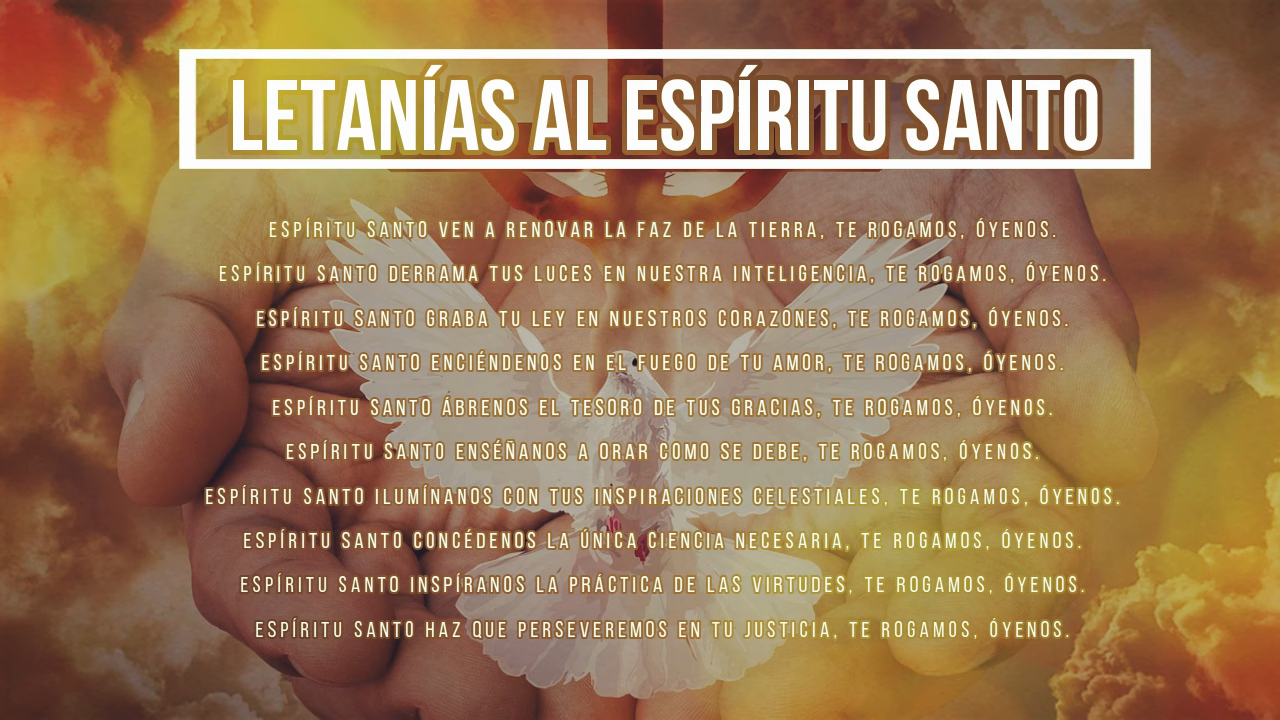 LETANÍAS AL ESPÍRITU SANTO
ESPÍRITU SANTO VEN A RENOVAR LA FAZ DE LA TIERRA, TE ROGAMOS, ÓYENOS.
ESPÍRITU SANTO DERRAMA TUS LUCES EN NUESTRA INTELIGENCIA, TE ROGAMOS, ÓYENOS.
ESPÍRITU SANTO GRABA TU LEY EN NUESTROS CORAZONES, TE ROGAMOS, ÓYENOS.
ESPÍRITU SANTO ENCIÉNDENOS EN EL FUEGO DE TU AMOR, TE ROGAMOS, ÓYENOS.
ESPÍRITU SANTO ÁBRENOS EL TESORO DE TUS GRACIAS, TE ROGAMOS, ÓYENOS.
ESPÍRITU SANTO ENSÉÑANOS A ORAR COMO SE DEBE, TE ROGAMOS, ÓYENOS.
ESPÍRITU SANTO ILUMÍNANOS CON TUS INSPIRACIONES CELESTIALES, TE ROGAMOS, ÓYENOS.
ESPÍRITU SANTO CONCÉDENOS LA ÚNICA CIENCIA NECESARIA, TE ROGAMOS, ÓYENOS.
ESPÍRITU SANTO INSPÍRANOS LA PRÁCTICA DE LAS VIRTUDES, TE ROGAMOS, ÓYENOS.
ESPÍRITU SANTO HAZ QUE PERSEVEREMOS EN TU JUSTICIA, TE ROGAMOS, ÓYENOS.